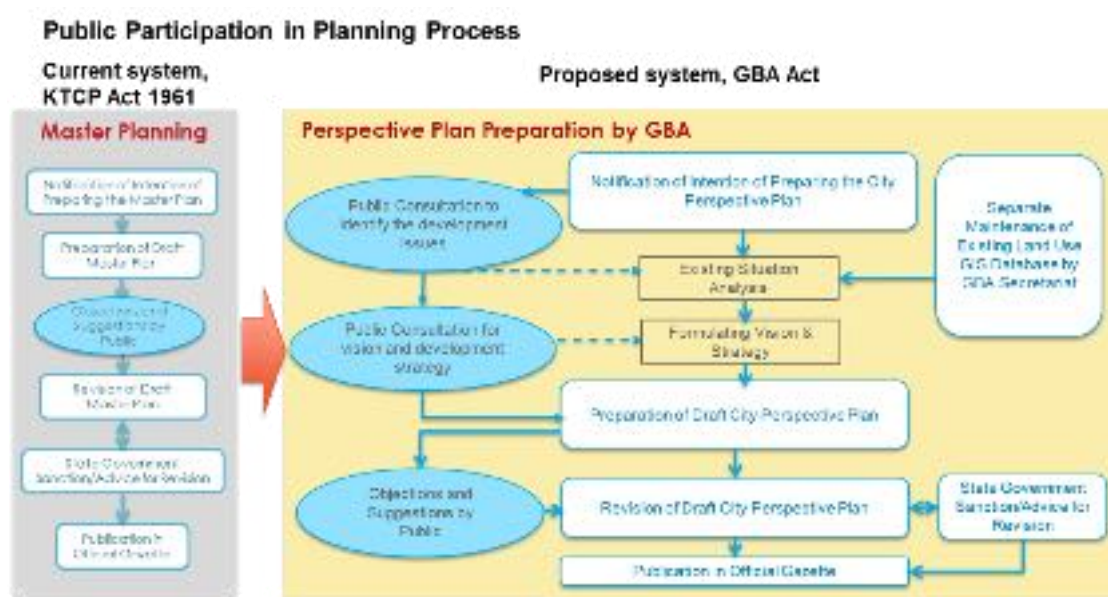 Public Participation in Planning Process
Current system,
KTCP Act 1961
Proposed system, GBA Act
Master Planning
Notification of Intention of
Preparing the Master Plan
Preparation of Draft
Master Plan
Suggestions by
Public
Revision of Draft
Master Plan
State Government
Sanction/Advice for Revision
Publication in
Official Gazette
Perspective Plan Preparation by GBA
Public Consultation to
identify the development
issues
Notification of Intention of Preparing the City
Perspective Plan
Separate
Maintenance of
Existing Land Use
GIS Database by
GBA Secretariat
Existing Situation
Analysis
Public Consultation for
vision and development
strategy
Formulating Vision &
Strategy
Preparation of Draft City Perspective Plan
Objections and
Suggestions by
Public
Revision of Draft City Perspective Plan
State Government
Sanction/Advice for
Revision
Publication in Official Gazette